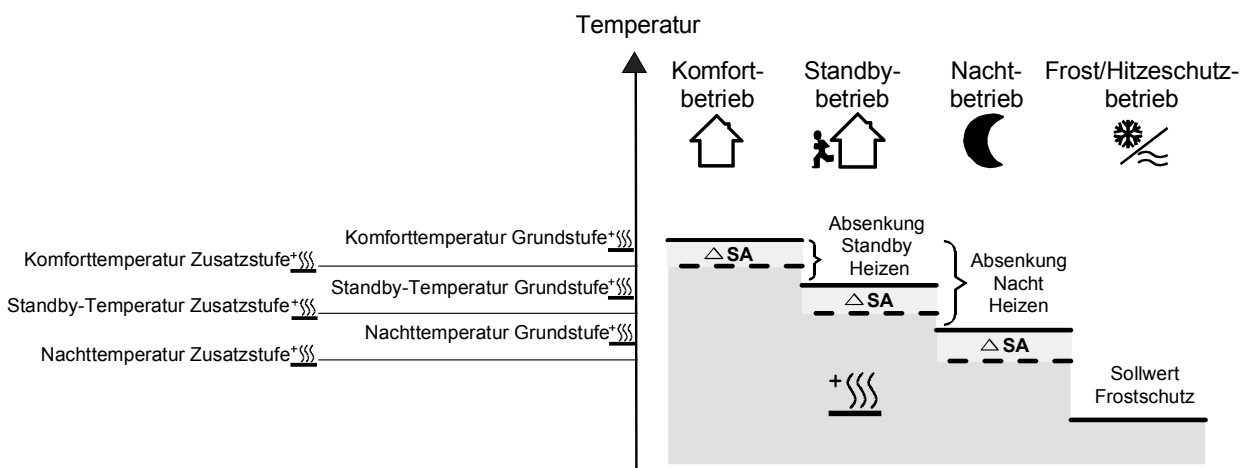 Temperatur
Komfort-
betrieb
Standby-
betrieb
Nacht-
betrieb
Frost/Hitzeschutz-
betrieb
Komforttemperatur Grundstufe
Komforttemperatur Zusatzstufe
Standby-Temperatur Grundstufe
Standby-Temperatur Zusatzstufe
Nachttemperatur Grundstufe
Nachttemperatur Zusatzstufe
△ SA
Absenkung
Standby
Heizen
△ SA
Absenkung
Nacht
Heizen
△ SA
Sollwert
Frostschutz